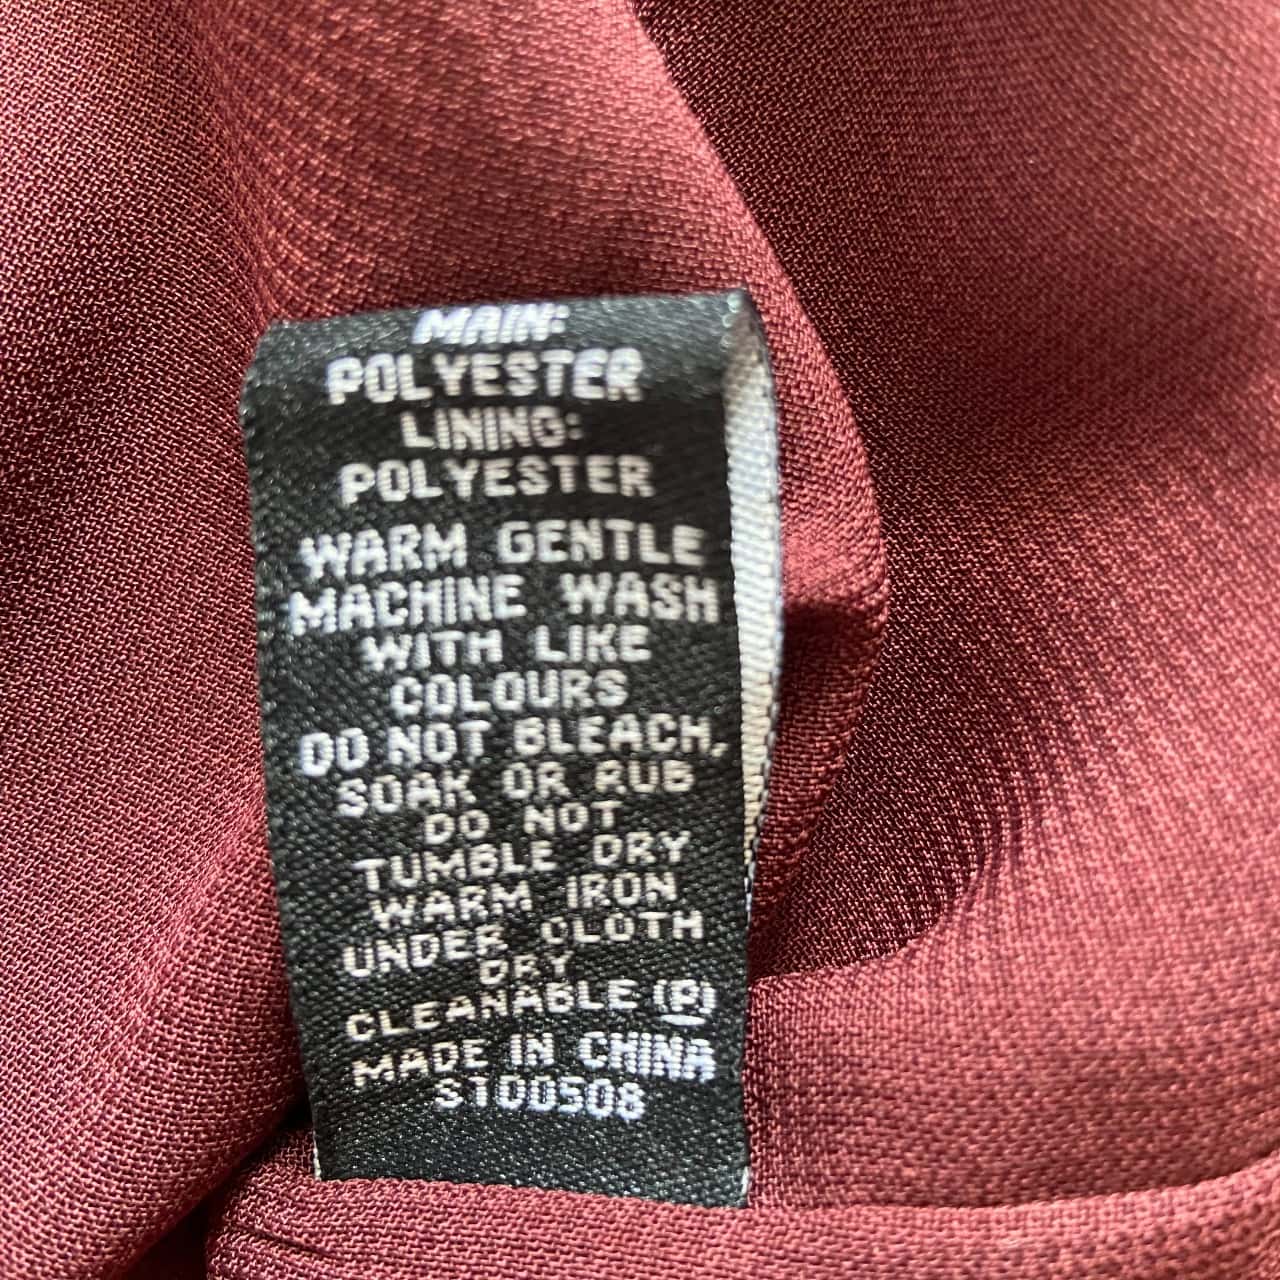 MAIN:
POLYESTER
LINING:
POLYESTER
WARM GENTLE
MACHINE WASH
WITH LIKE
COLOURS
DO NOT BLEACH,
SOAK OR RUB
DO NOT
TUMBLE DRY
WARM IRON
UNDER CLOTH
DRY
CLEANABLE (P)
MADE IN CHINA
S100508